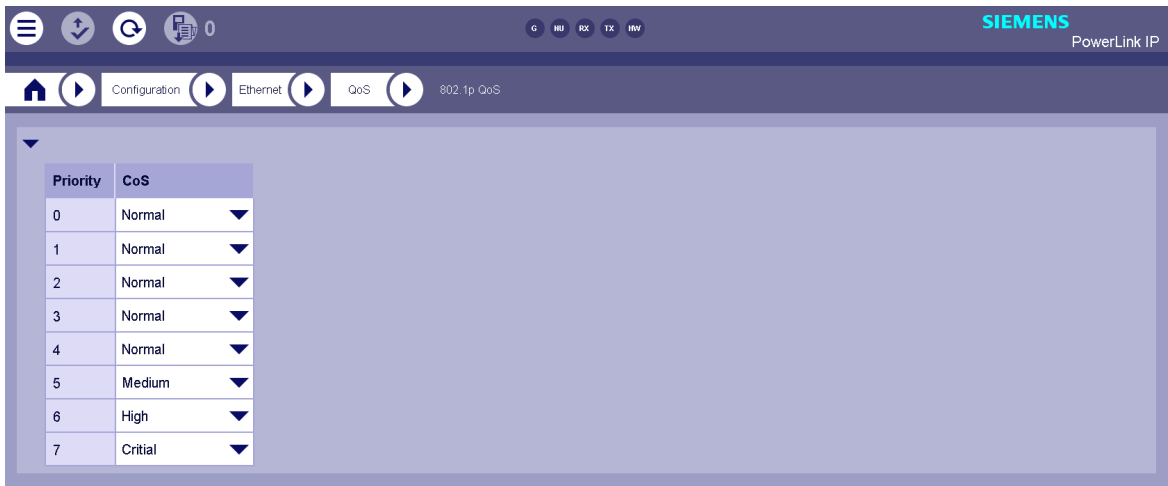 0
G NU RX TX HW
SIEMENS
PowerLink IP
Configuration Ethernet QoS 802.1p QoS
Priority CoS
0 Normal
1 Normal
2 Normal
3 Normal
4 Normal
5 Medium
6 High
7 Critial